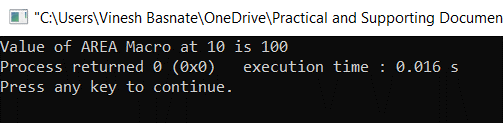 "C:\Users\Vinesh Basnate\OneDrive\Practical and Supporting Documen
Value of AREA Macro at 10 is 100
Process returned 0 (0x0)   execution time : 0.016 s
Press any key to continue.